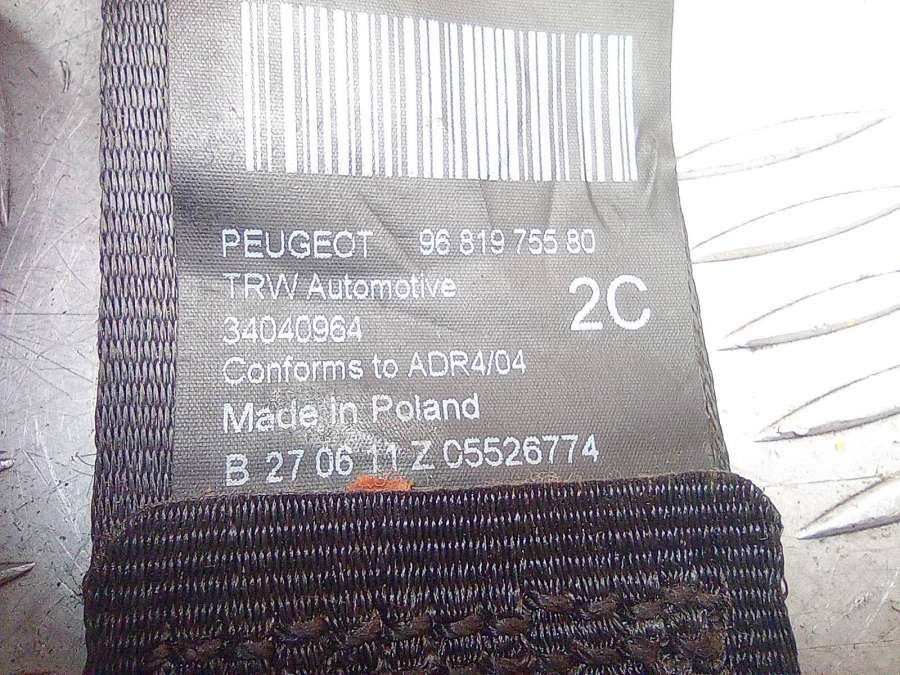 PEUGEOT 96 819 755 80
TRW Automotive
2C
34040964
Conforms to ADR4/04
Made In Poland
B 27 06 11 Z 05526774